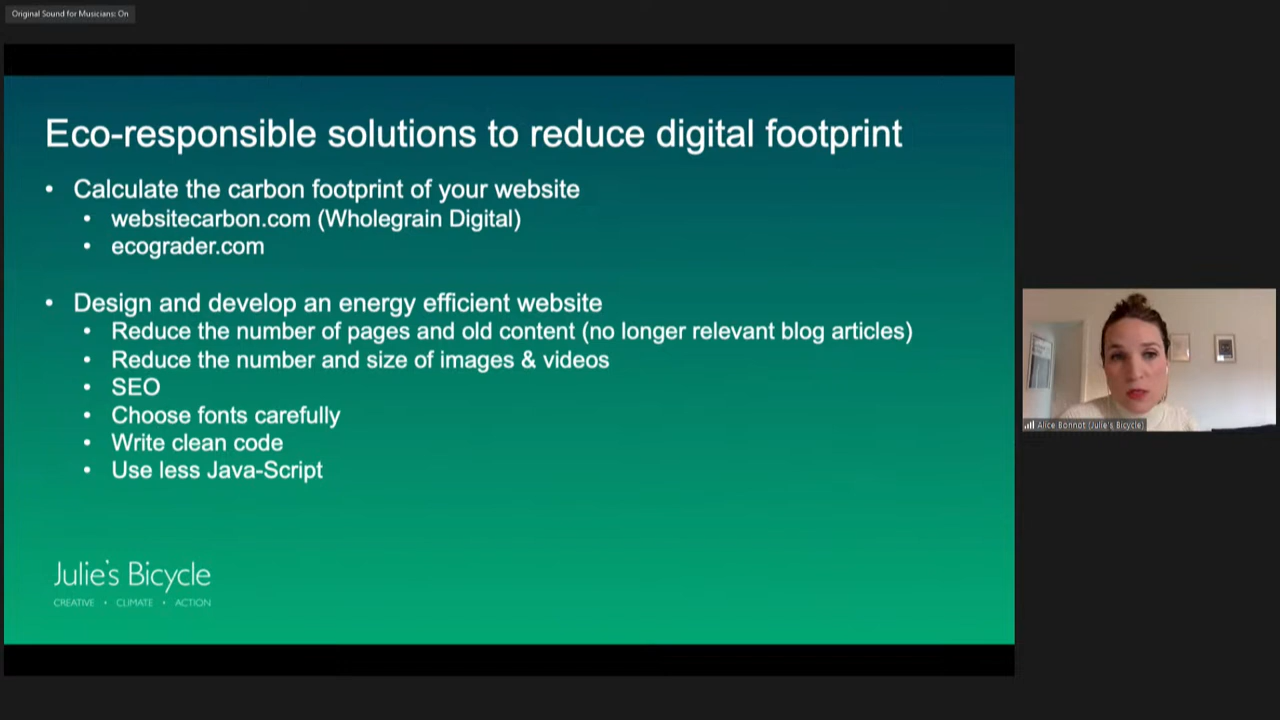 Original Sound for Musicians: On
Eco-responsible solutions to reduce digital footprint
• Calculate the carbon footprint of your website
• websitecarbon.com (Wholegrain Digital)
• ecograder.com
• Design and develop an energy efficient website
• Reduce the number of pages and old content (no longer relevant blog articles)
• Reduce the number and size of images & videos
• SEO
• Choose fonts carefully
• Write clean code
• Use less Java-Script
Julie's Bicycle
CREATIVE • CLIMATE • ACTION
Alice Bonnot (Julie's Bicycle)